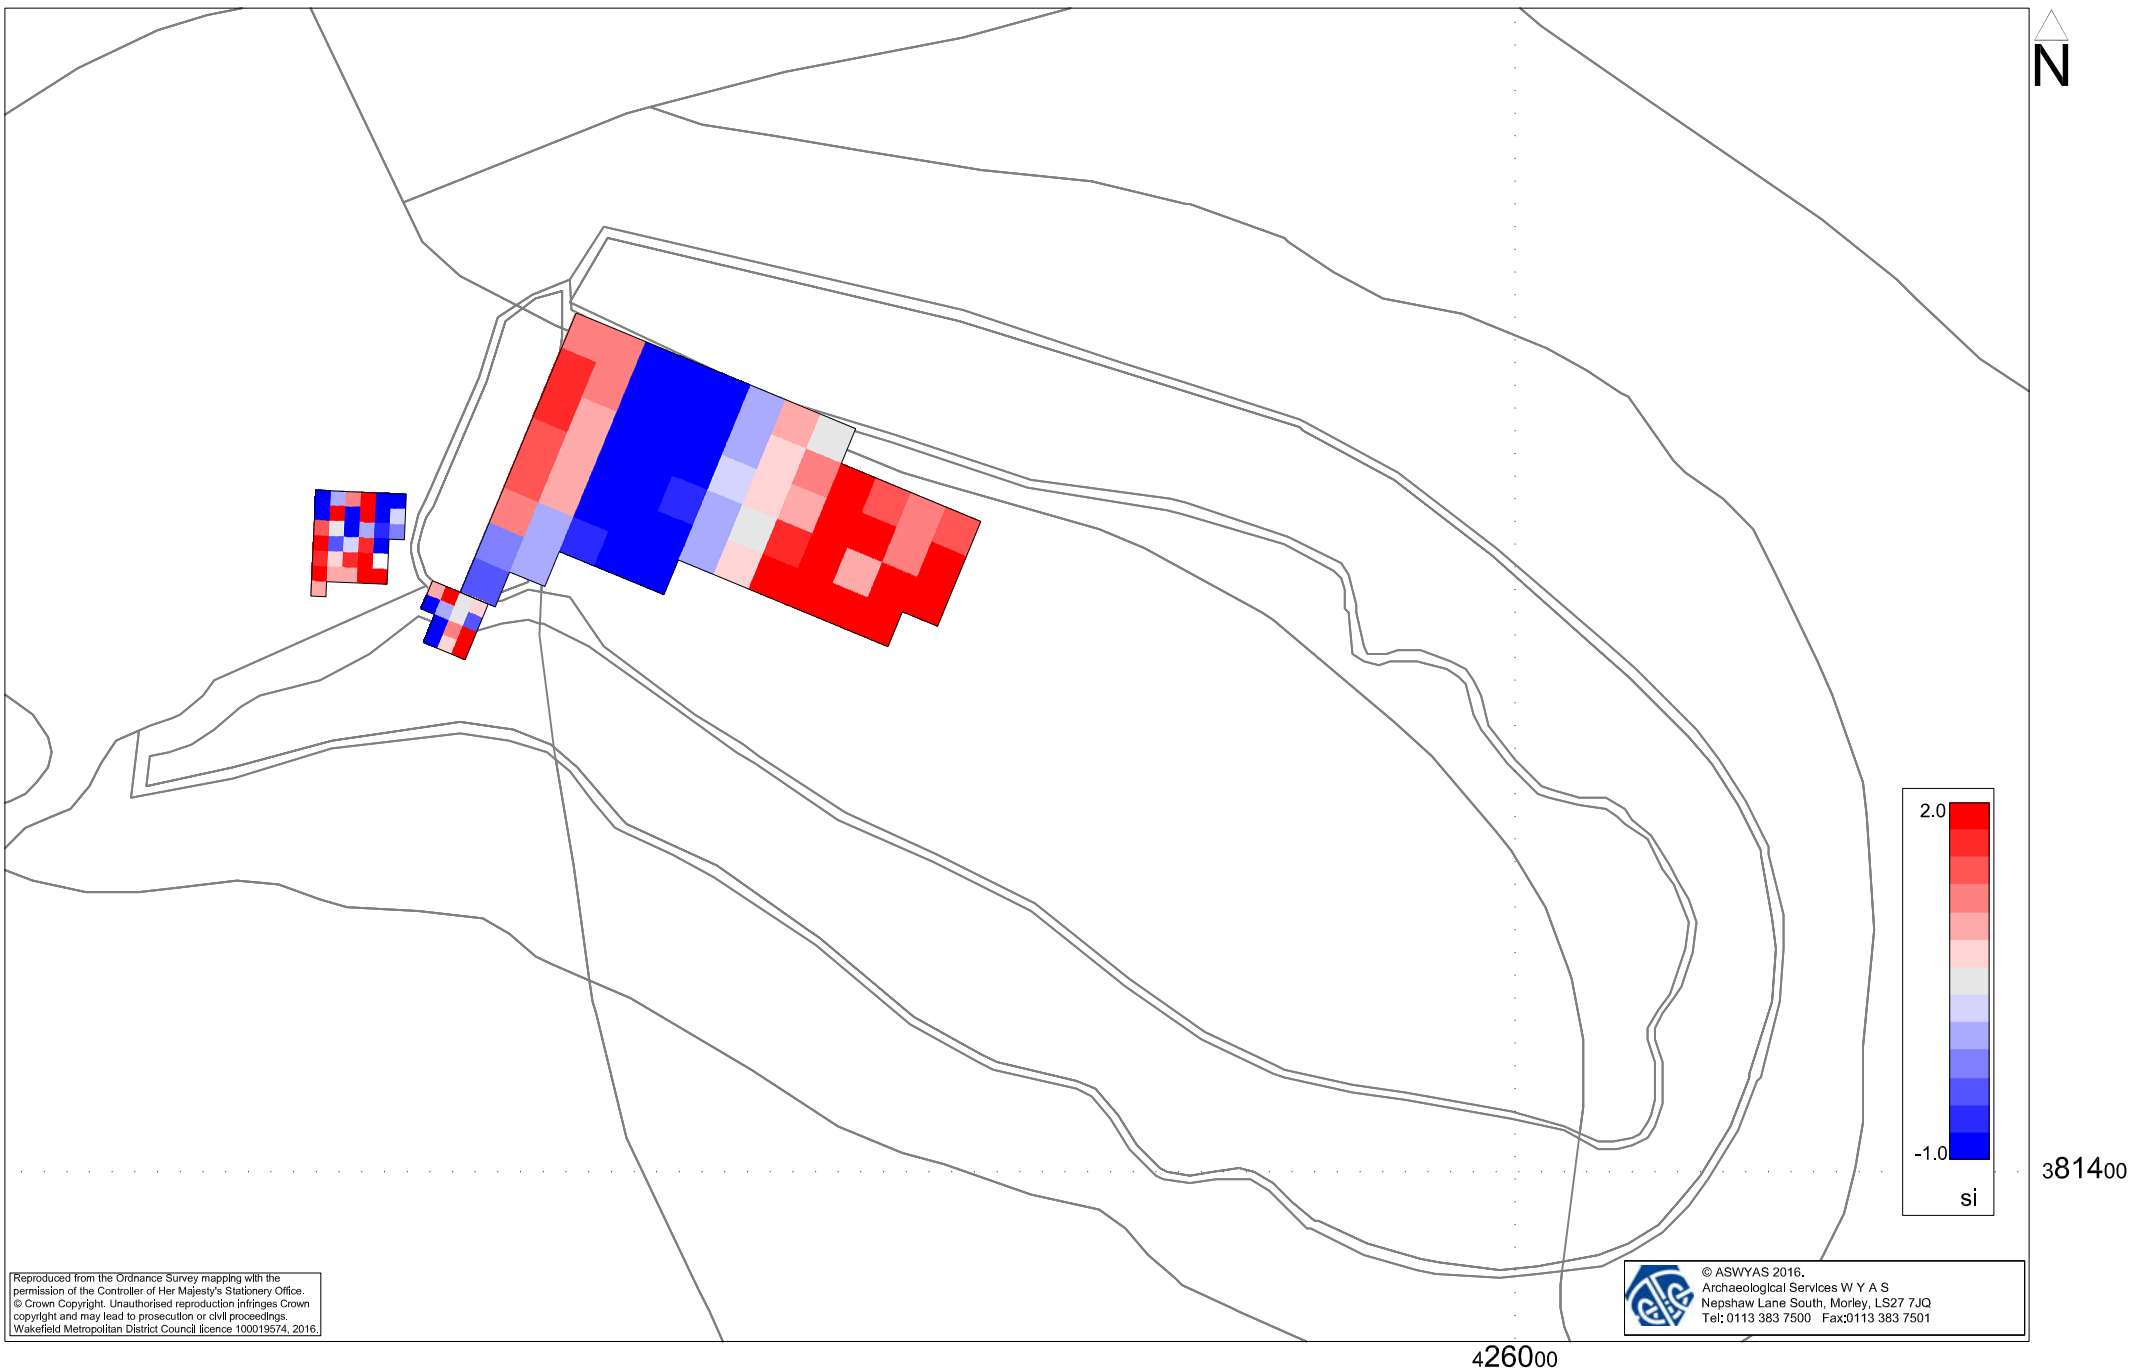 N
2.0
-1.0
si
381400
Reproduced from the Ordnance Survey mapping with the
permission of the Controller of Her Majesty's Stationery Office.
© Crown Copyright. Unauthorised reproduction infringes Crown
copyright and may lead to prosecution or civil proceedings.
Wakefield Metropolitan District Council licence 100019574, 2016.
© ASWYAS 2016.
Archaeological Services W Y A S
Nepshaw Lane South, Morley, LS27 7JQ
Tel: 0113 383 7500 Fax:0113 383 7501
426000